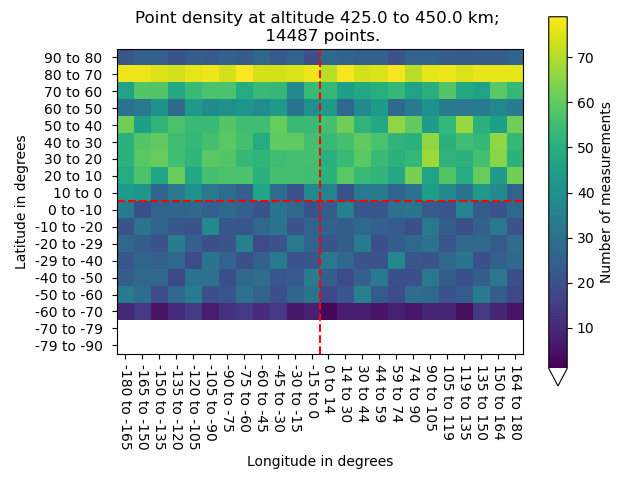 Point density at altitude 425.0 to 450.0 km;
14487 points.
90 to 80
80 to 70
70 to 60
60 to 50
50 to 40
40 to 30
30 to 20
20 to 10
10 to 0
0 to -10
-10 to -20
-20 to -29
-29 to -40
-40 to -50
-50 to -60
-60 to -70
-70 to -79
-79 to -90
Latitude in degrees
-180 to -165
-165 to -150
-150 to -135
-135 to -120
-120 to -105
-105 to -90
-90 to -75
-75 to -60
-60 to -45
-45 to -30
-30 to -15
-15 to 0
0 to 14
14 to 30
30 to 44
44 to 59
59 to 74
74 to 90
90 to 105
105 to 119
119 to 135
135 to 150
150 to 164
164 to 180
Longitude in degrees
70
60
50
40
30
20
10
Number of measurements